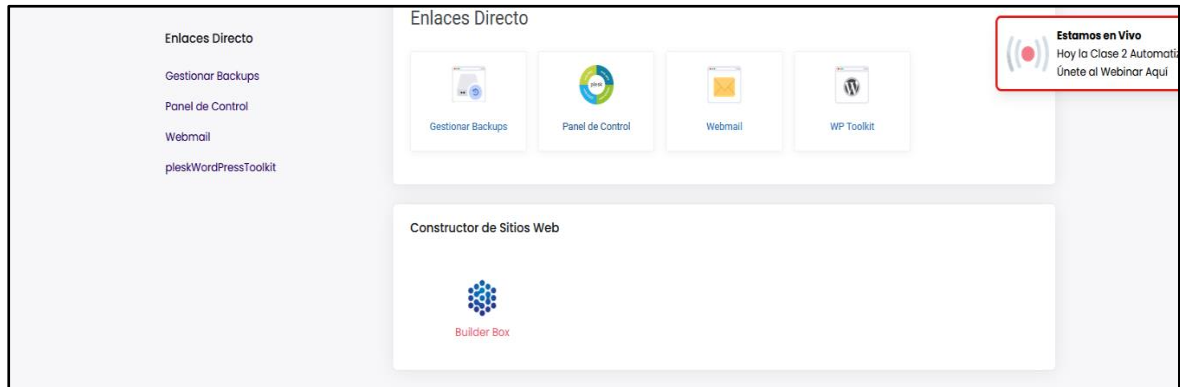 Enlaces Directo
Gestionar Backups
Panel de Control
Webmail
pleskWordPressToolkit
Enlaces Directo
plesk
Gestionar Backups
Panel de Control
Webmail
WP Toolkit
Constructor de Sitios Web
Builder Box
Estamos en Vivo
Hoy la Clase 2 Automatiz
Únete al Webinar Aquí